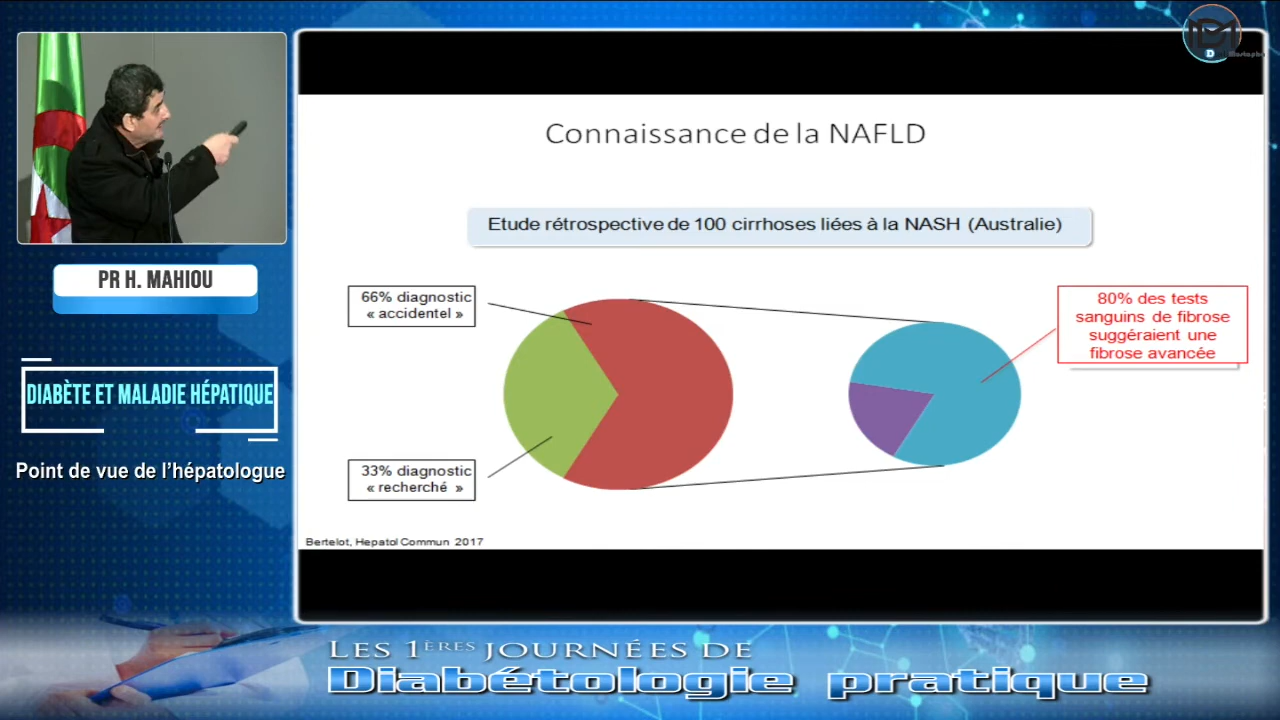 PR H. MAHIOU
DIABÈTE ET MALADIE HÉPATIQUE
Point de vue de l'hépatologue
Connaissance de la NAFLD
Etude rétrospective de 100 cirrhoses liées à la NASH (Australie)
66% diagnostic
« accidentel »
33% diagnostic
« recherché »
80% des tests
sanguins de fibrose
suggéraient une
fibrose avancée
Bertelot, Hepatol Commun 2017
LES 1ÈRES JOURNÉES DE
Diabétologie pratique